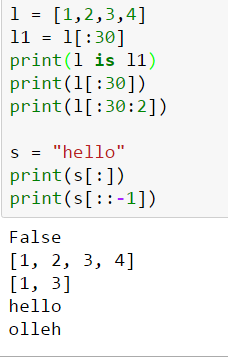 l = [1,2,3,4]
l1 = l[:30]
print(l is l1)
print(l[:30])
print(l[:30:2])
s = "hello"
print(s[:])
print(s[::-1])
False
[1, 2, 3, 4]
[1, 3]
hello
olleh